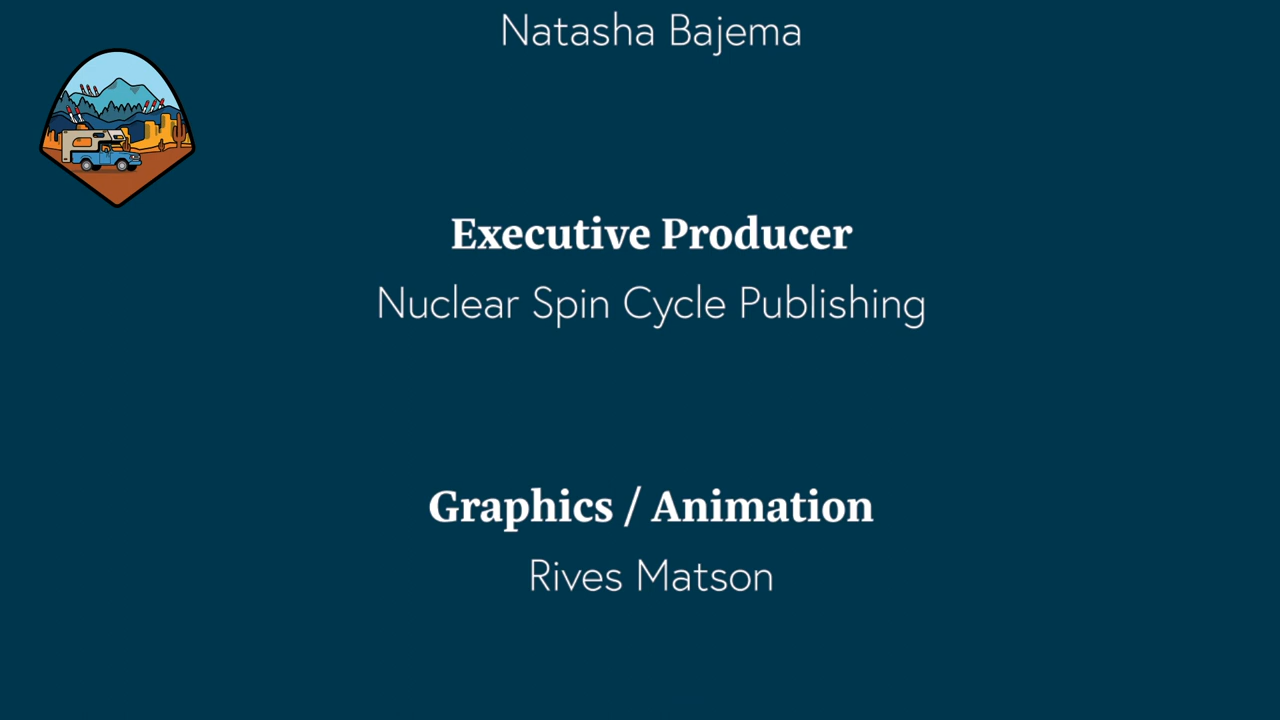 Natasha Bajema
Executive Producer
Nuclear Spin Cycle Publishing
Graphics / Animation
Rives Matson